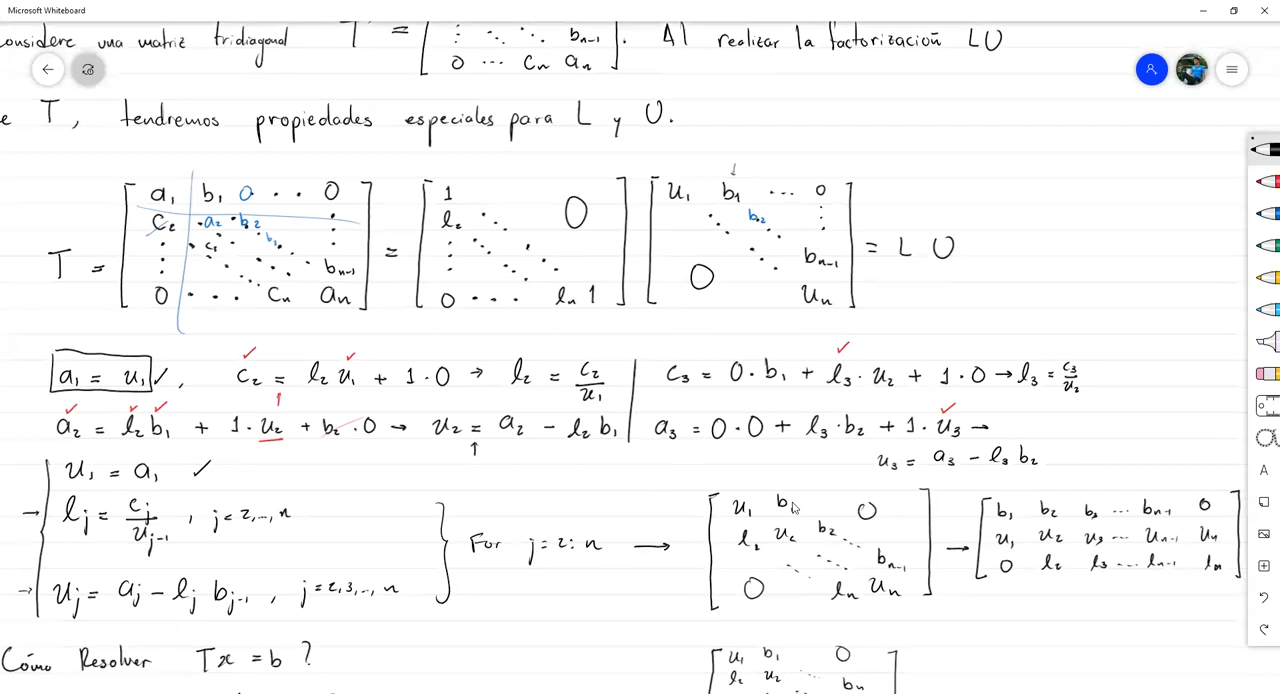 Microsoft Whiteboard
onsidere una matriz tridiagonal T = [ ⋮ ⋱ ⋱ bn-1 ]. Al realizar la factorización LU
0 ... cn an
e T, tendremos propiedades especiales para L y U.
a1 b1 0 . . 0
c2 a2 b2
c3 b3
bn-1
0 . . . cn an
T = =
1
l2 0
0 . . . ln 1
u1 b1 ... 0
b2
bn-1
0 un
= L U
a1 = u1 ✓, c2 = l2 u1 + 1·0 → l2 = c2/u1
a2 = l2 b1 + 1·u2 + b2·0 → u2 = a2 - l2 b1
c3 = 0·b1 + l3·u2 + 1·0 → l3 = c3/u2
a3 = 0·0 + l3·b2 + 1·u3 →
u3 = a3 - l3 b2
u1 = a1 ✓
→ lj = cj/uj-1 , j=2,..,n
→ uj = aj - lj bj-1 , j=2,3,..,n
For j=2:n →
u1 b 0
l2 u2 b2
bn-1
0 ln un
→
b1 b2 b3 ... bn-1 0
u1 u2 u3 ... un-1 un
0 l2 l3 ... ln-1 ln
Cómo Resolver Tx = b ?
u1 b1 0
l2 u2
bn
A